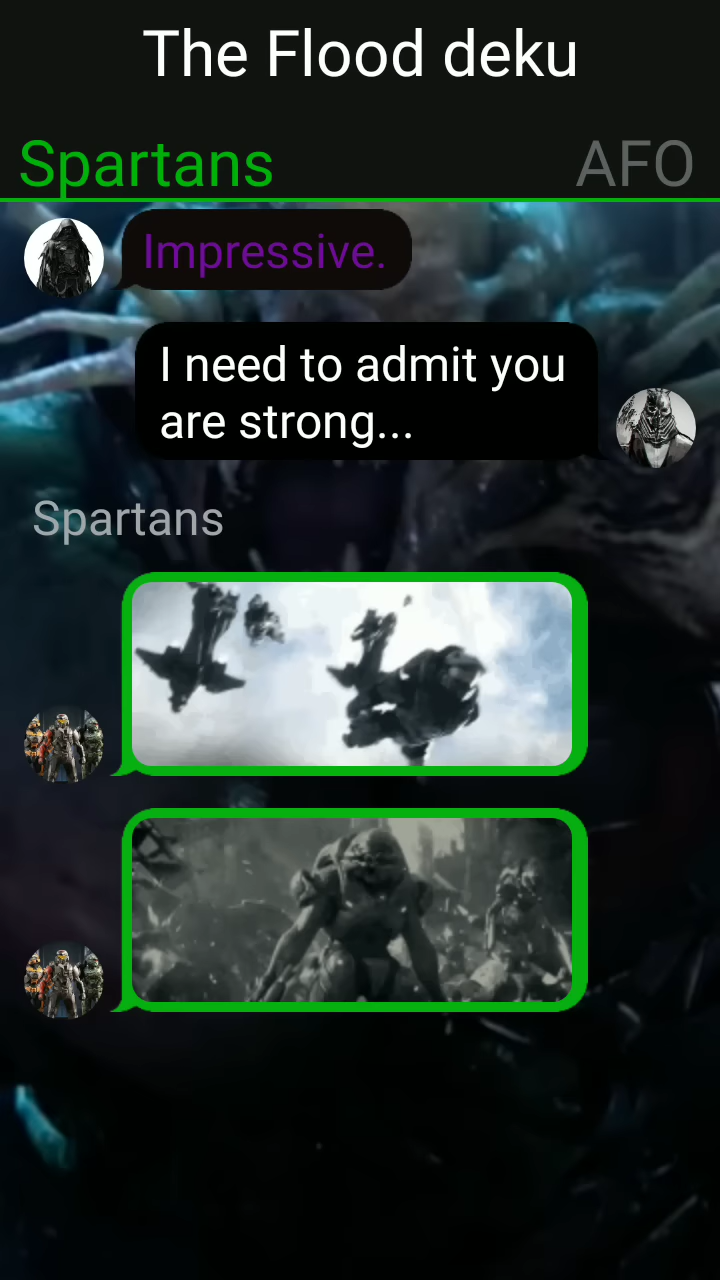 The Flood deku
Spartans
AFO
Impressive.
I need to admit you
are strong...
Spartans